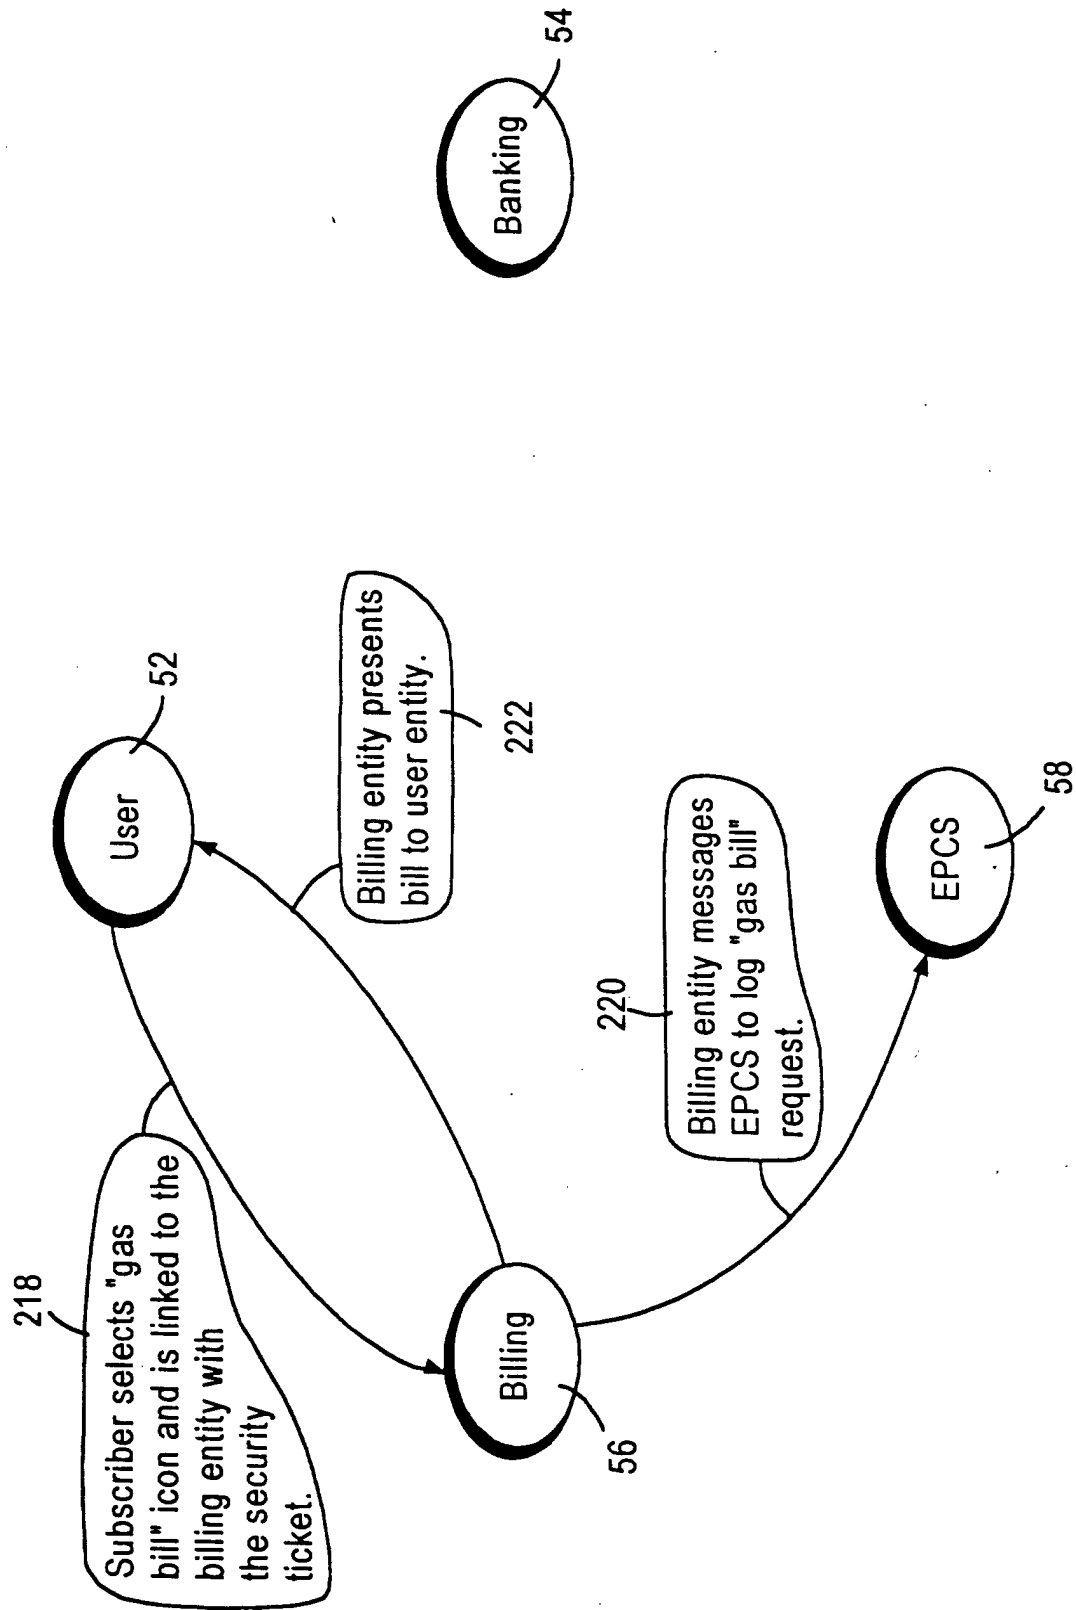 218
Subscriber selects "gas
bill" icon and is linked to the
billing entity with
the security
ticket.
User
52
Billing entity presents
bill to user entity.
222
Billing
56
Banking
54
220
Billing entity messages
EPCS to log "gas bill"
request.
EPCS
58